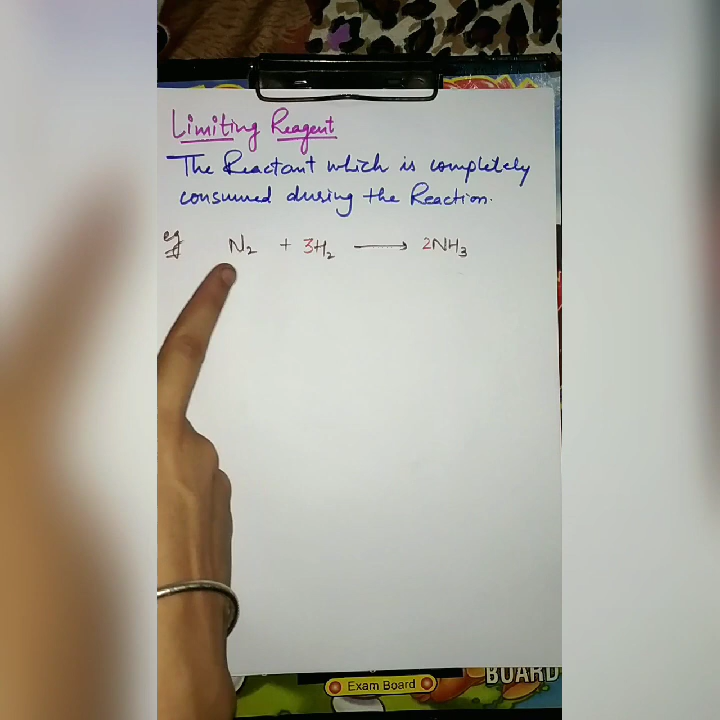 Limiting Reagent
The Reactant which is completely
consumed during the Reaction.
eg N₂ + 3H₂ ⟶ 2NH₃
BOARD
Exam Board